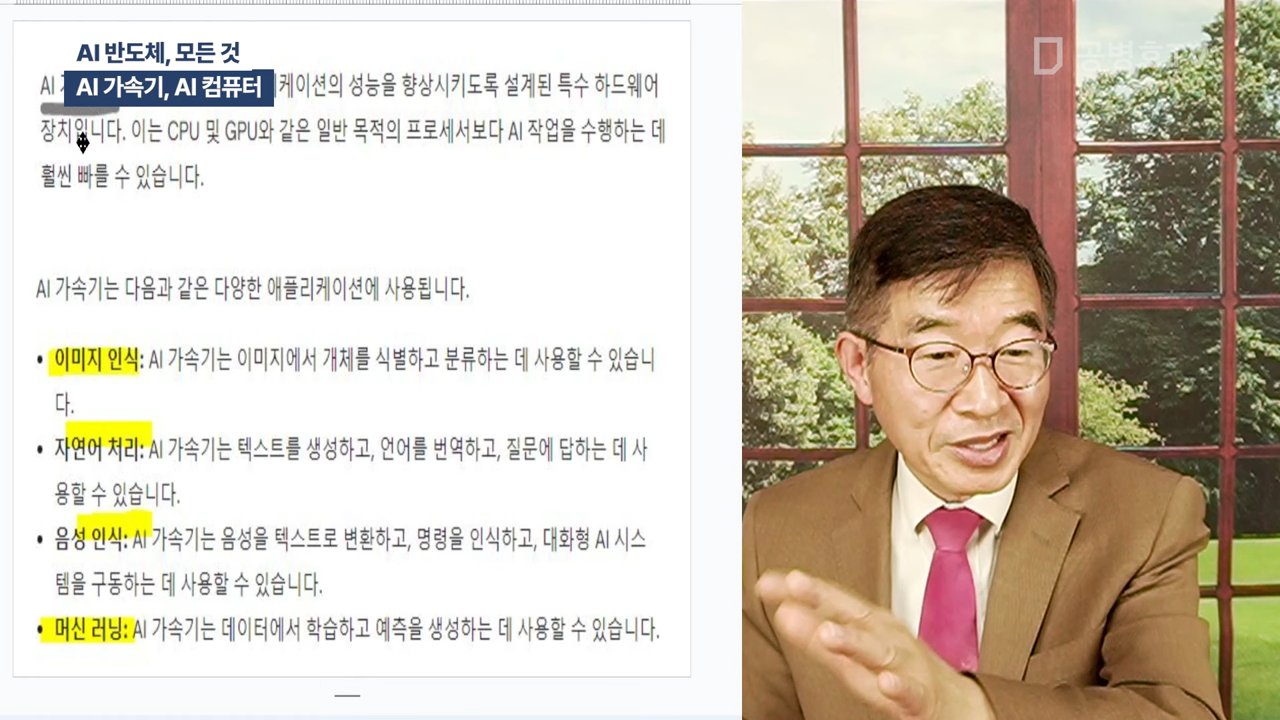 AI 반도체, 모든 것
AI 가속기, AI 컴퓨터
AI 리케이션의 성능을 향상시키도록 설계된 특수 하드웨어
장치입니다. 이는 CPU 및 GPU와 같은 일반 목적의 프로세서보다 AI 작업을 수행하는 데
훨씬 빠를 수 있습니다.
AI 가속기는 다음과 같은 다양한 애플리케이션에 사용됩니다.
• 이미지 인식: AI 가속기는 이미지에서 개체를 식별하고 분류하는 데 사용할 수 있습니
다.
• 자연어 처리: AI 가속기는 텍스트를 생성하고, 언어를 번역하고, 질문에 답하는 데 사
용할 수 있습니다.
• 음성 인식: AI 가속기는 음성을 텍스트로 변환하고, 명령을 인식하고, 대화형 AI 시스
템을 구동하는 데 사용할 수 있습니다.
• 머신 러닝: AI 가속기는 데이터에서 학습하고 예측을 생성하는 데 사용할 수 있습니다.